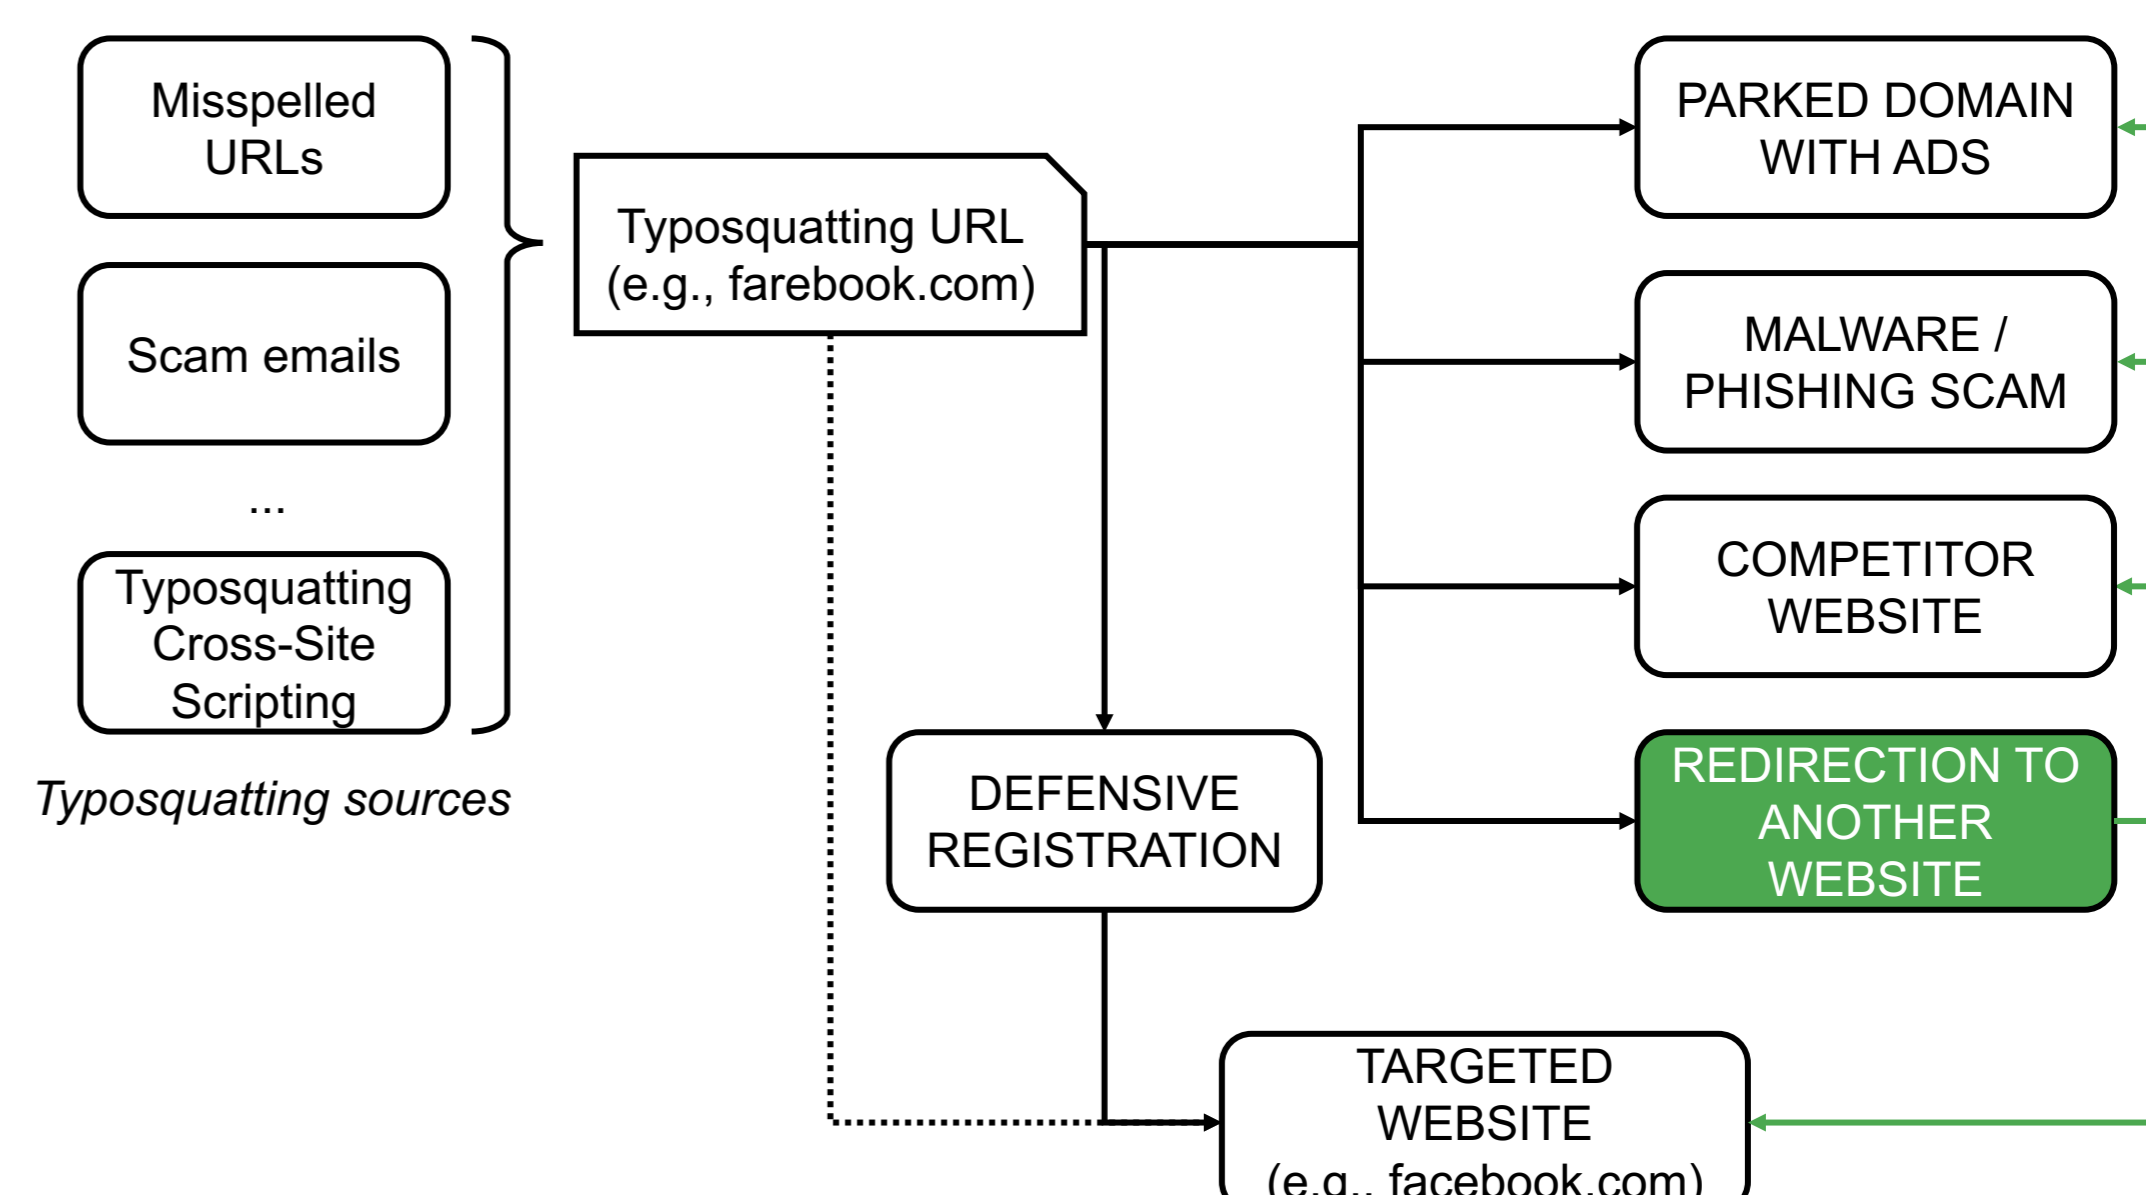 Misspelled
URLs
Scam emails
...
Typosquatting
Cross-Site
Scripting
Typosquatting sources
Typosquatting URL
(e.g., farebook.com)
DEFENSIVE
REGISTRATION
PARKED DOMAIN
WITH ADS
MALWARE /
PHISHING SCAM
COMPETITOR
WEBSITE
REDIRECTION TO
ANOTHER
WEBSITE
TARGETED
WEBSITE
(e.g., facebook.com)